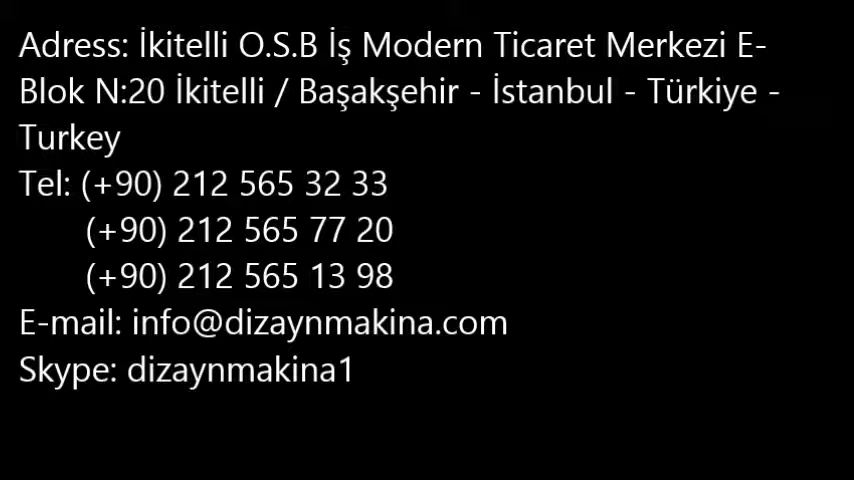 Adress: İkitelli O.S.B İş Modern Ticaret Merkezi E-
Blok N:20 İkitelli / Başakşehir - İstanbul - Türkiye -
Turkey
Tel: (+90) 212 565 32 33
(+90) 212 565 77 20
(+90) 212 565 13 98
E-mail: info@dizaynmakina.com
Skype: dizaynmakina1